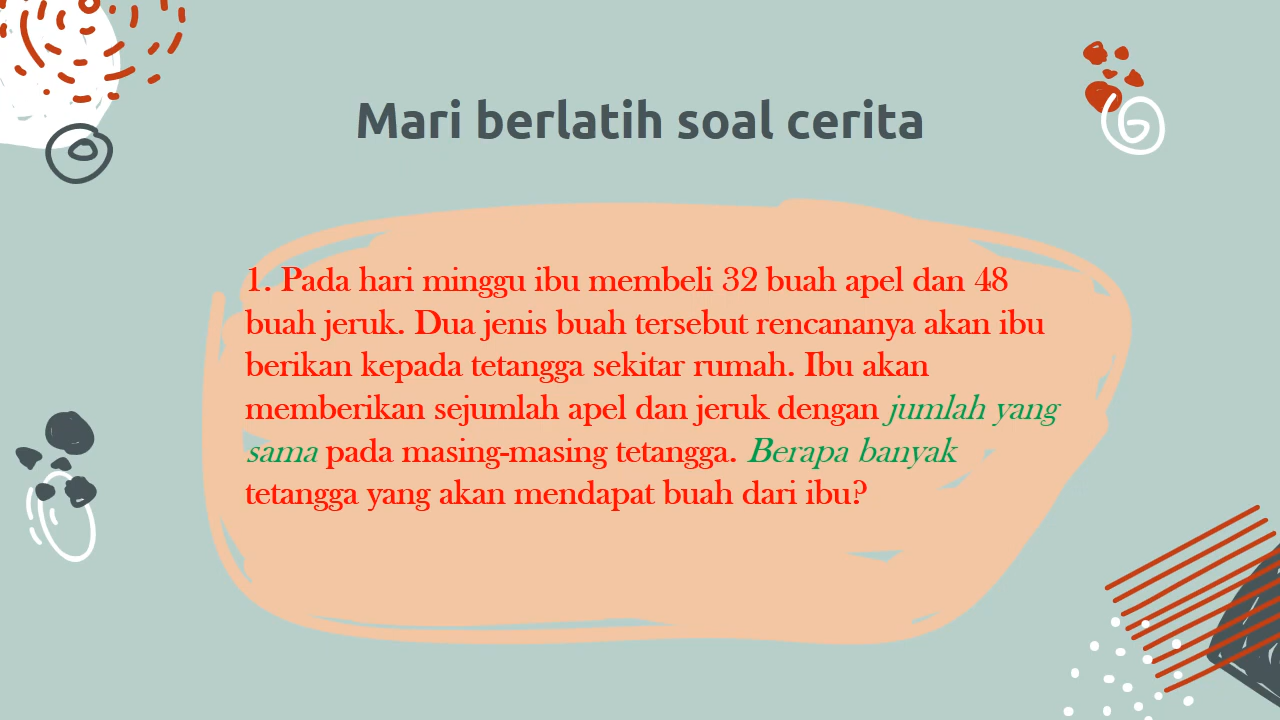 Mari berlatih soal cerita
1. Pada hari minggu ibu membeli 32 buah apel dan 48
buah jeruk. Dua jenis buah tersebut rencananya akan ibu
berikan kepada tetangga sekitar rumah. Ibu akan
memberikan sejumlah apel dan jeruk dengan jumlah yang
sama pada masing-masing tetangga. Berapa banyak
tetangga yang akan mendapat buah dari ibu?